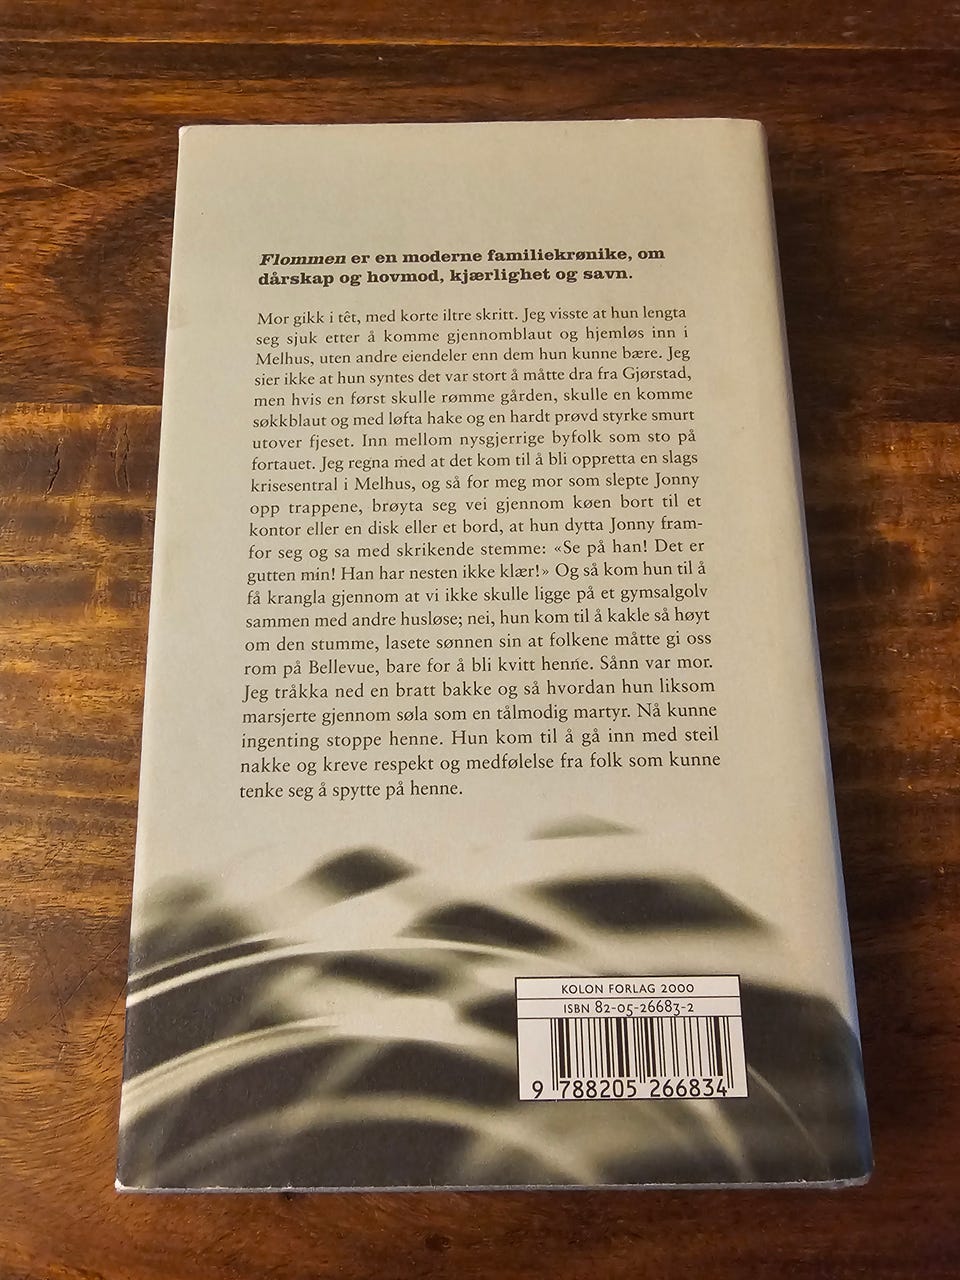 Flommen er en moderne familiekrønike, om
dårskap og hovmod, kjærlighet og savn.
Mor gikk i têt, med korte iltre skritt. Jeg visste at hun lengta
seg sjuk etter å komme gjennomblaut og hjemløs inn i
Melhus, uten andre eiendeler enn dem hun kunne bære. Jeg
sier ikke at hun syntes det var stort å måtte dra fra Gjørstad,
men hvis en først skulle rømme gården, skulle en komme
søkkblaut og med løfta hake og en hardt prøvd styrke smurt
utover fjeset. Inn mellom nysgjerrige byfolk som sto på
fortauet. Jeg regna med at det kom til å bli oppretta en slags
krisesentral i Melhus, og så for meg mor som slepte Jonny
opp trappene, brøyta seg vei gjennom køen bort til et
kontor eller en disk eller et bord, at hun dytta Jonny fram-
for seg og sa med skrikende stemme: «Se på han! Det er
gutten min! Han har nesten ikke klær!» Og så kom hun til å
få krangla gjennom at vi ikke skulle ligge på et gymsalgolv
sammen med andre husløse; nei, hun kom til å kakle så høyt
om den stumme, lasete sønnen sin at folkene måtte gi oss
rom på Bellevue, bare for å bli kvitt henne. Sånn var mor.
Jeg tråkka ned en bratt bakke og så hvordan hun liksom
marsjerte gjennom søla som en tålmodig martyr. Nå kunne
ingenting stoppe henne. Hun kom til å gå inn med steil
nakke og kreve respekt og medfølelse fra folk som kunne
tenke seg å spytte på henne.
KOLON FORLAG 2000
ISBN 82-05-26683-2
9 788205 266834